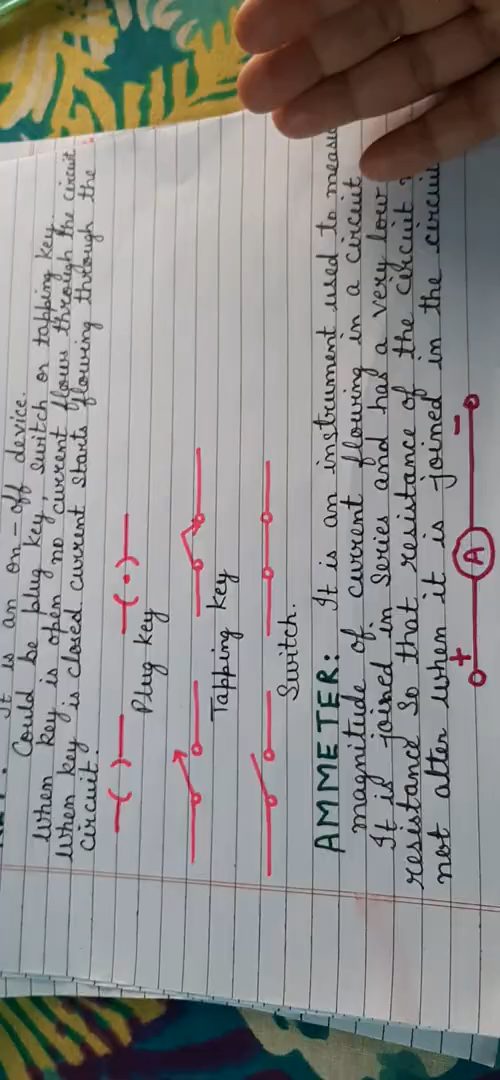 It is an on-off device.
Could be plug key, switch or tapping key.
When key is open no current flows through the circuit
When key is closed current starts flowing through the
circuit.
Plug key
Tapping key
Switch.
AMMETER: It is an instrument used to
magnitude of current flowing in a circuit
It is joined in series and has a very low
resistance so that resistance of the circuit
not alter when it is joined in the circuit
+ A -